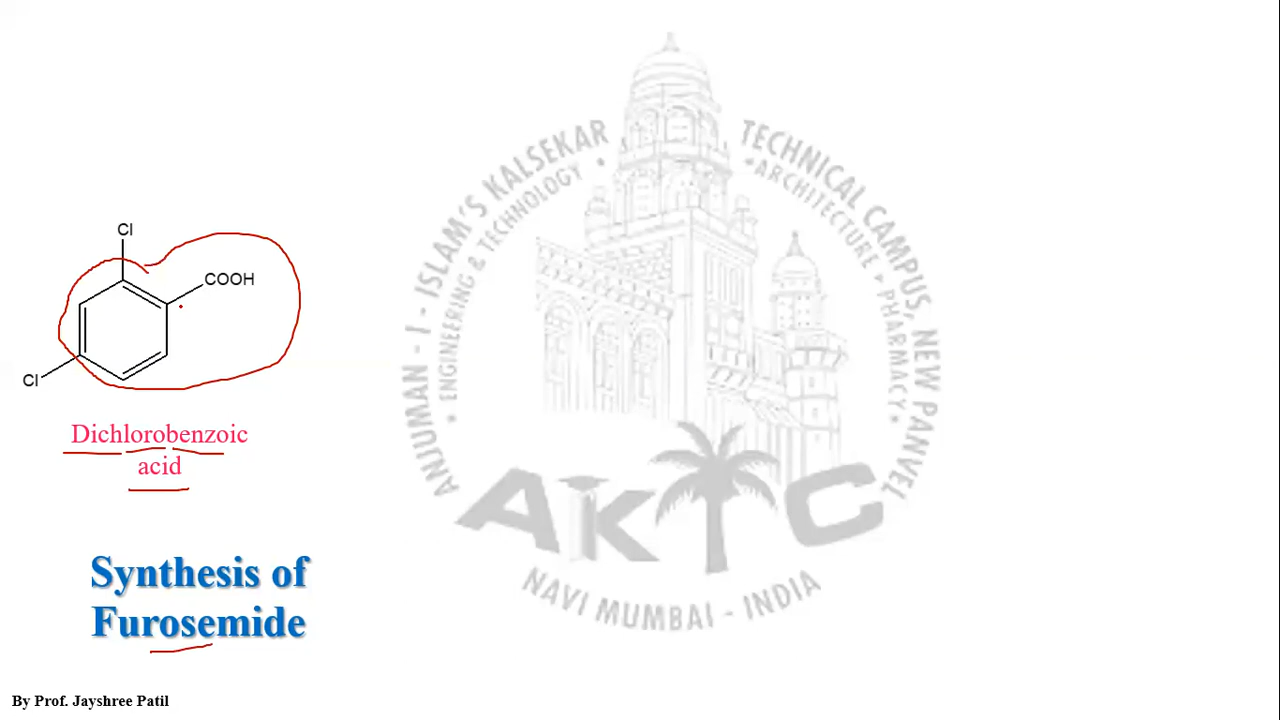 ANJUMAN - I - ISLAM'S KALSEKAR TECHNICAL CAMPUS, NEW PANVEL
• ENGINEERING & TECHNOLOGY • •ARCHITECTURE • PHARMACY•
Cl
COOH
Cl
Dichlorobenzoic
acid
AKTC
NAVI MUMBAI - INDIA
Synthesis of
Furosemide
By Prof. Jayshree Patil